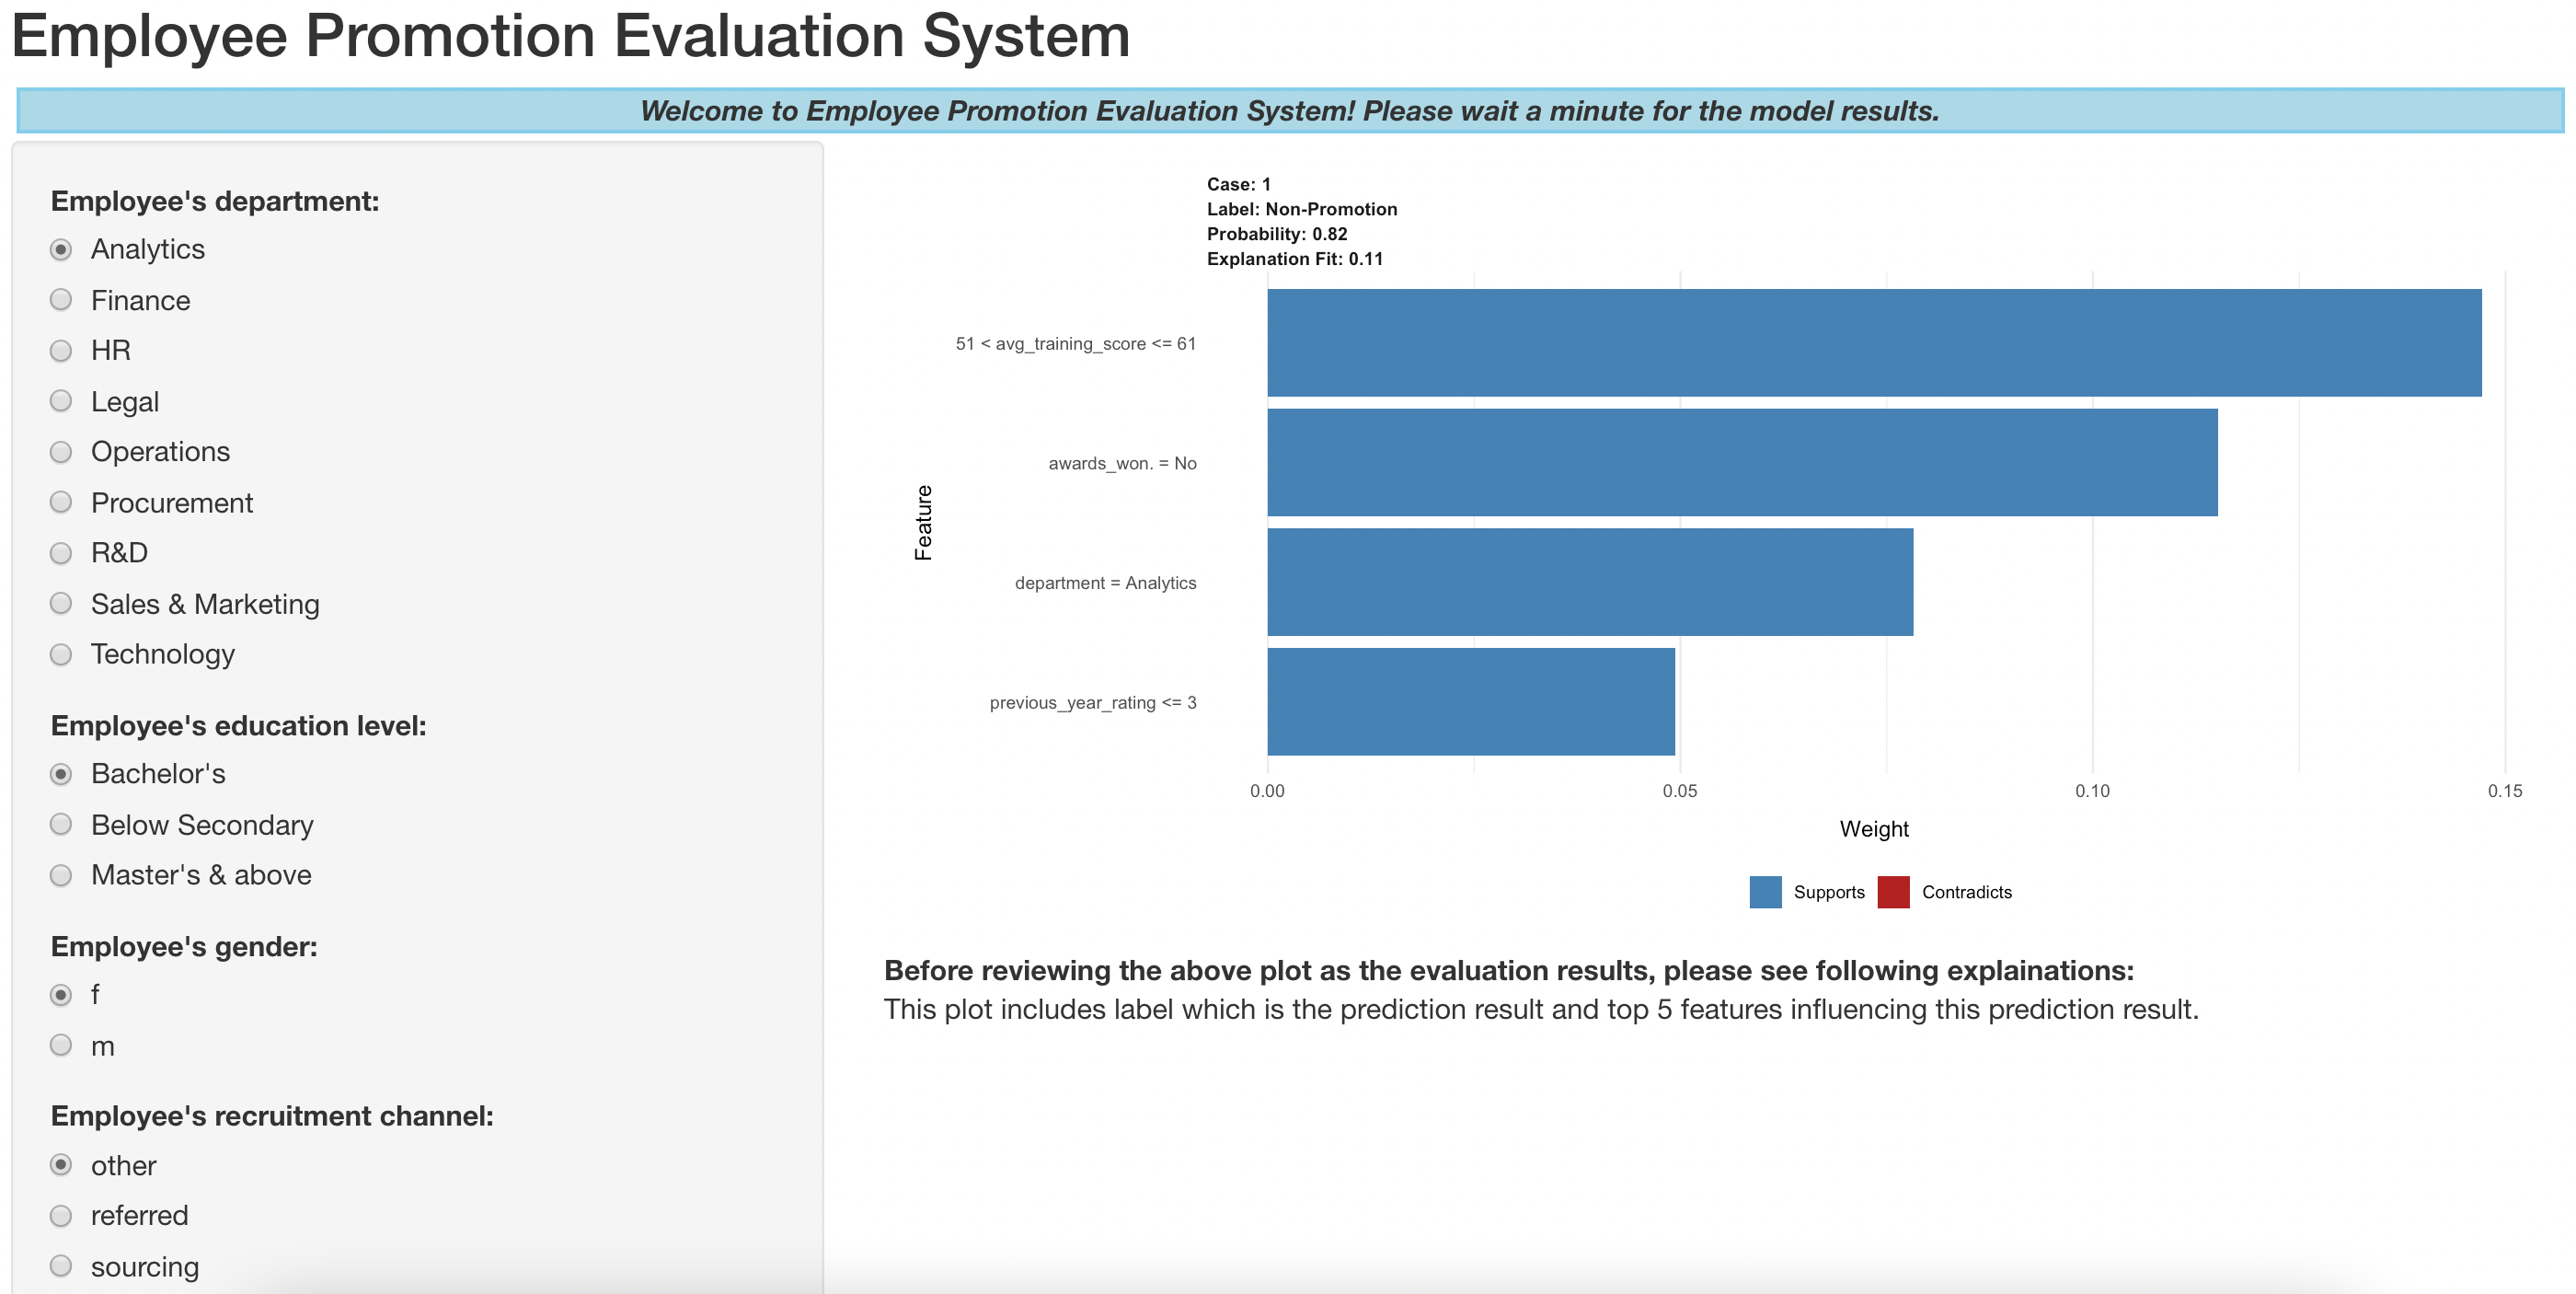 Employee Promotion Evaluation System
Welcome to Employee Promotion Evaluation System! Please wait a minute for the model results.
Employee's department:
Analytics
Finance
HR
Legal
Operations
Procurement
R&D
Sales & Marketing
Technology
Employee's education level:
Bachelor's
Below Secondary
Master's & above
Employee's gender:
f
m
Employee's recruitment channel:
other
referred
sourcing
Case: 1
Label: Non-Promotion
Probability: 0.82
Explanation Fit: 0.11
Feature
51 < avg_training_score <= 61
awards_won. = No
department = Analytics
previous_year_rating <= 3
0.00 0.05 0.10 0.15
Weight
Supports Contradicts
Before reviewing the above plot as the evaluation results, please see following explainations:
This plot includes label which is the prediction result and top 5 features influencing this prediction result.